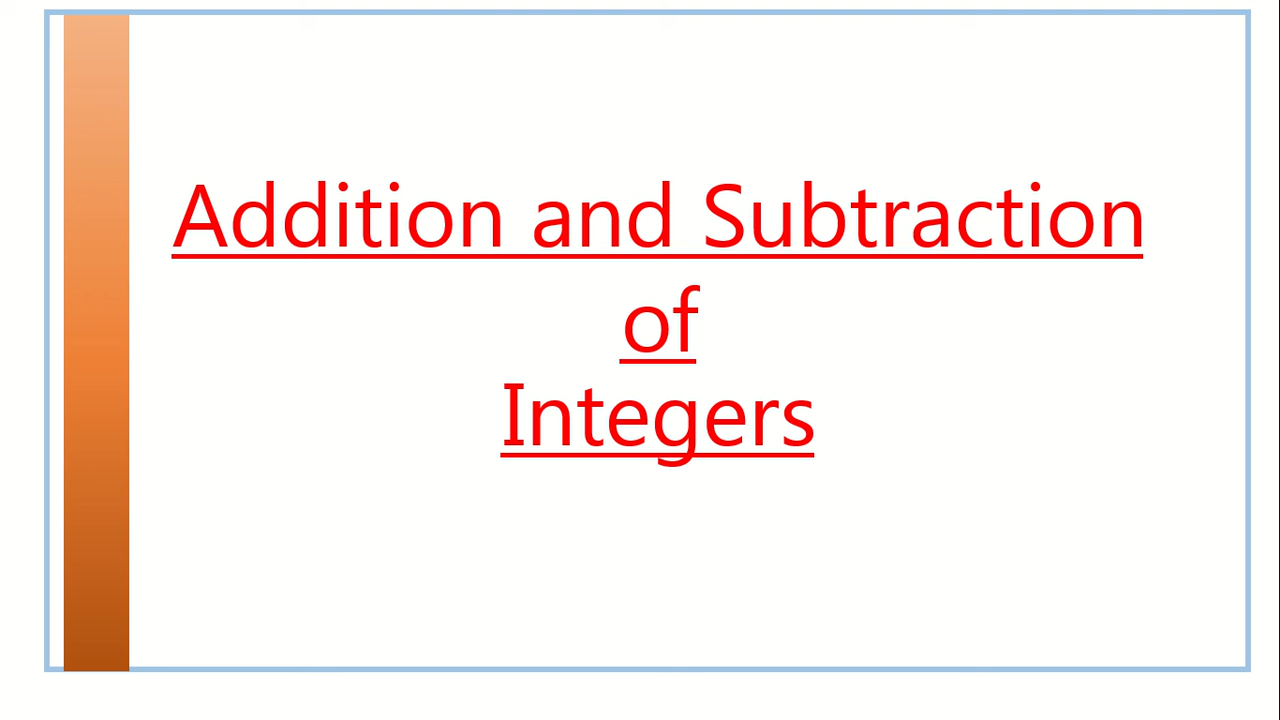 Addition and Subtraction
of
Integers